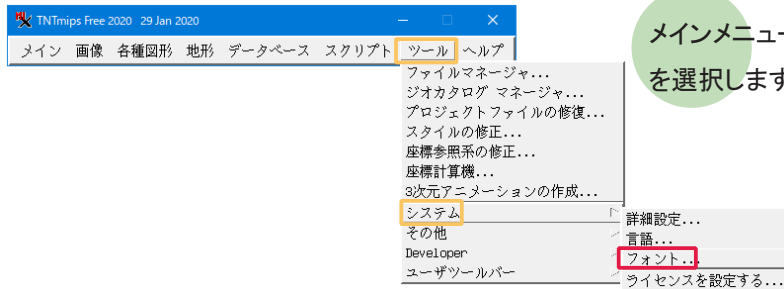 TNTmips Free 2020 29 Jan 2020
メイン 画像 各種図形 地形 データベース スクリプト ツール ヘルプ
メインメニュー
を選択します
ファイルマネージャ...
ジオカタログ マネージャ...
プロジェクトファイルの修復...
スタイルの修正...
座標参照系の修正...
座標計算機...
3次元アニメーションの作成...
システム
その他
Developer
ユーザツールバー
詳細設定...
言語...
フォント...
ライセンスを設定する...